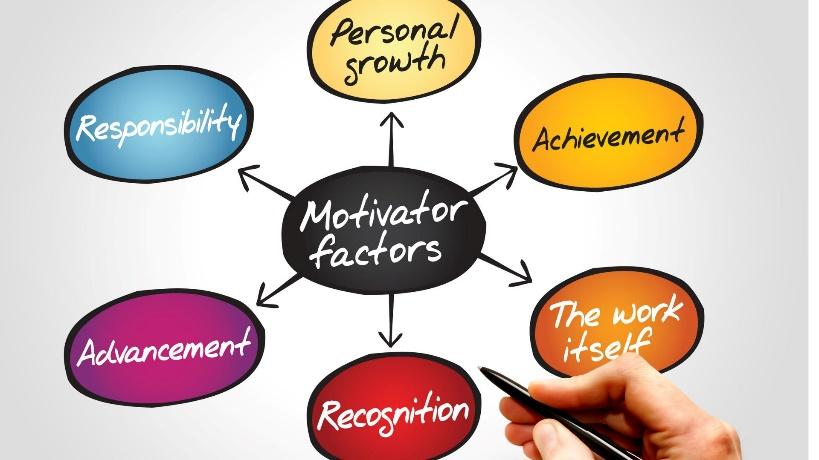 Personal
growth
Responsibility
Achievement
Motivator
factors
Advancement
The work
itself
Recognition